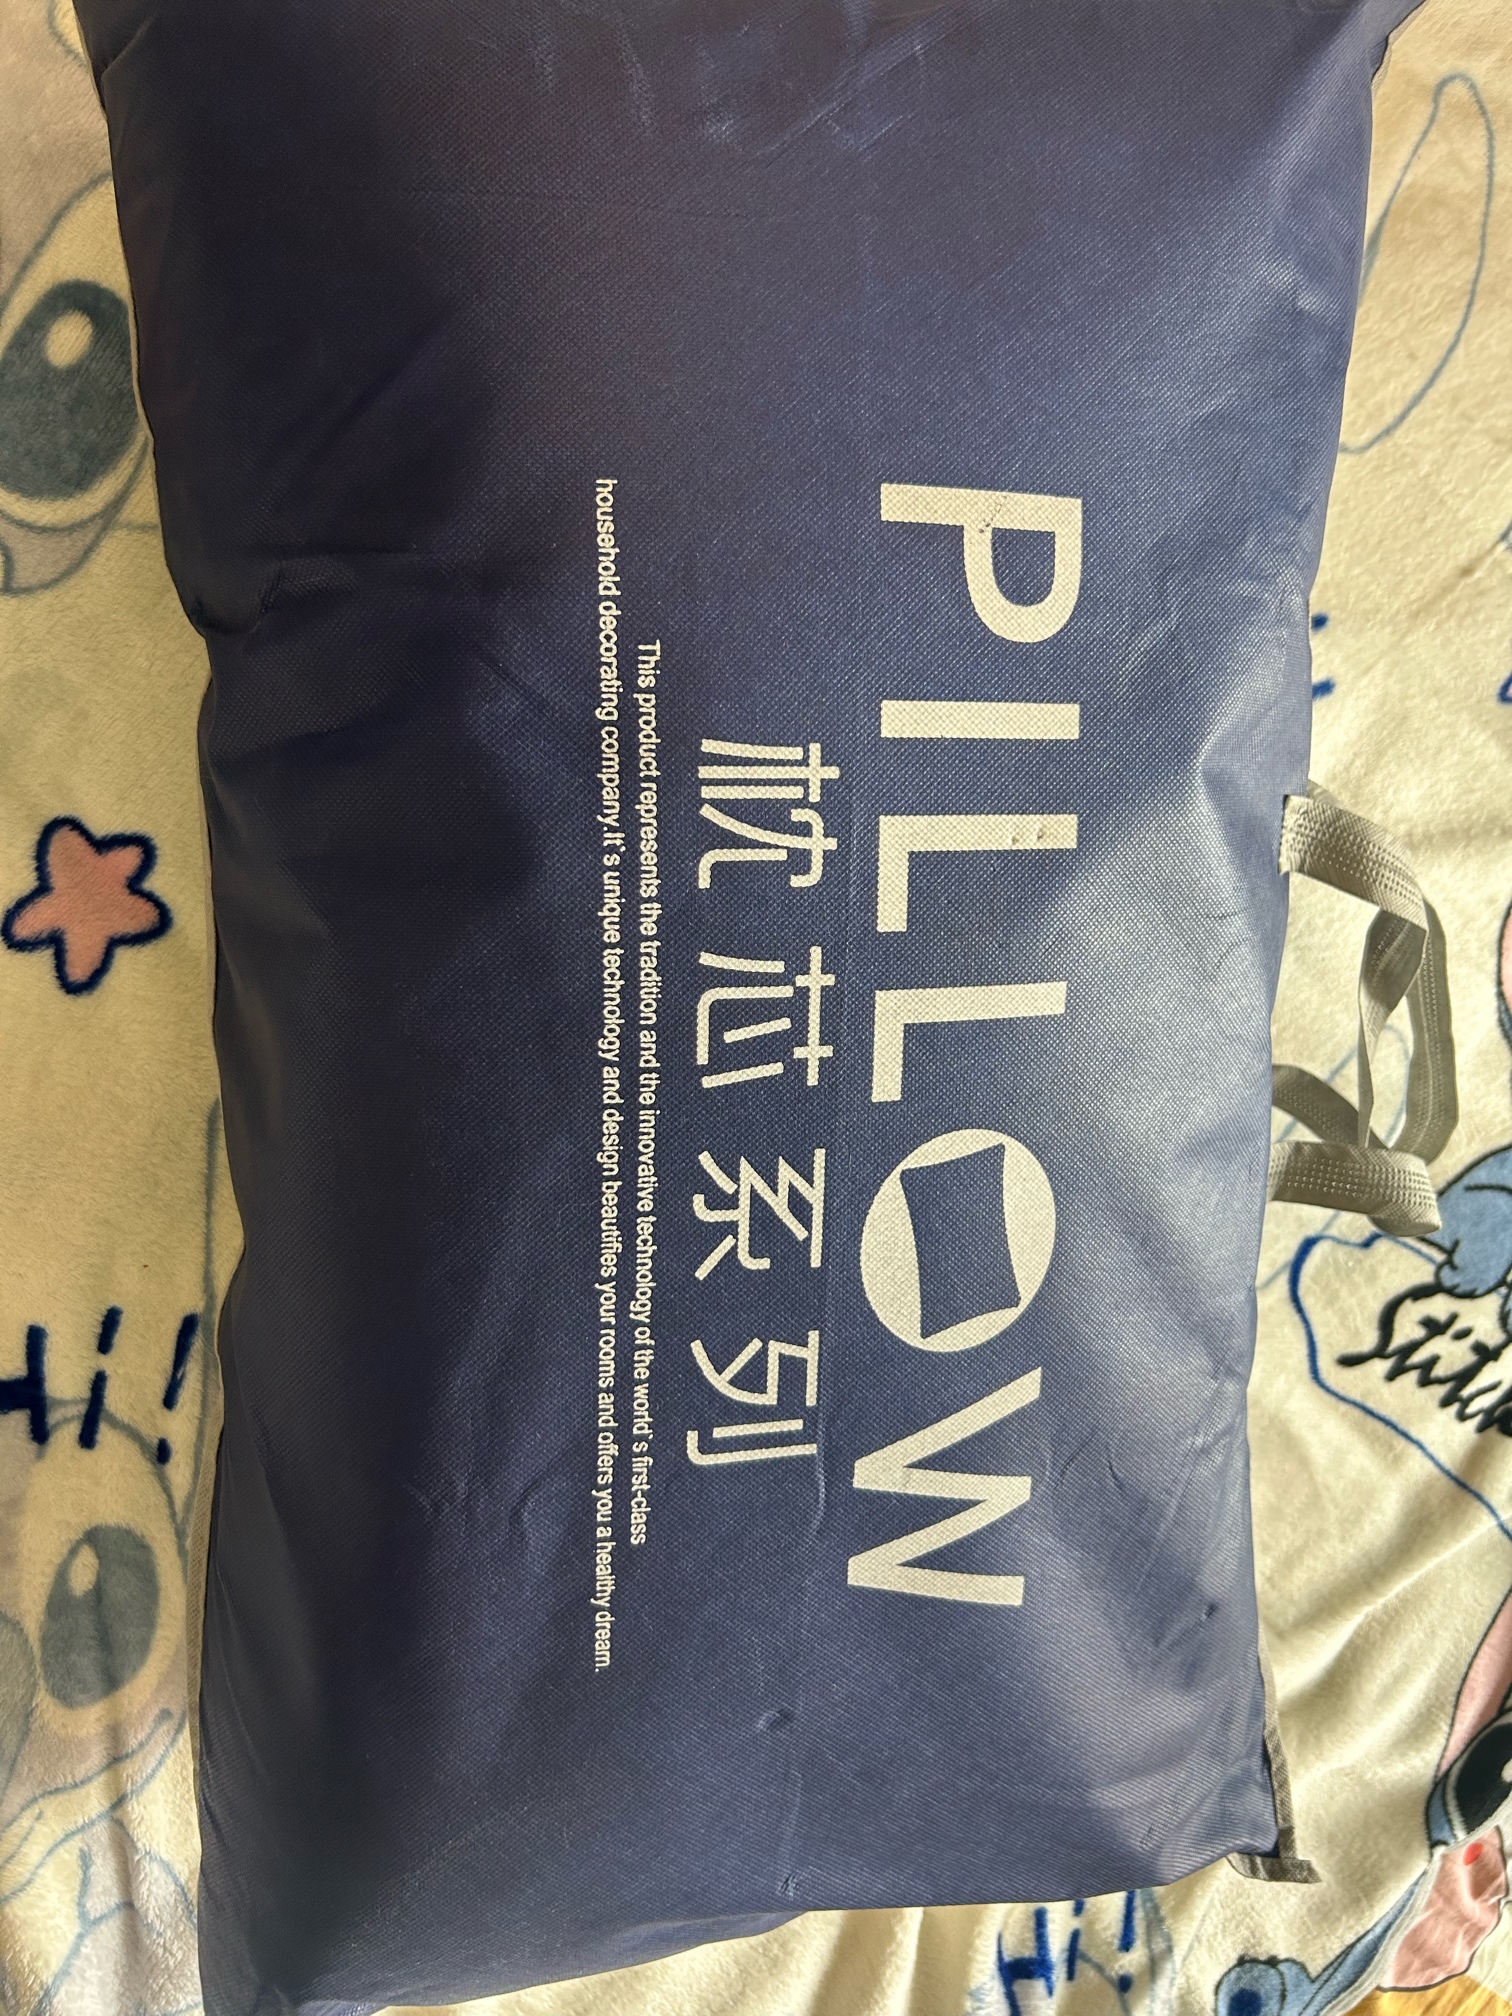 PILLOW
枕芯系列
This product represents the tradition and the innovative technology of the world`s first-class
household decorating company.It`s unique technology and design beautifies your rooms and offers you a healthy dream.
Hi!
Stitch
Hi!